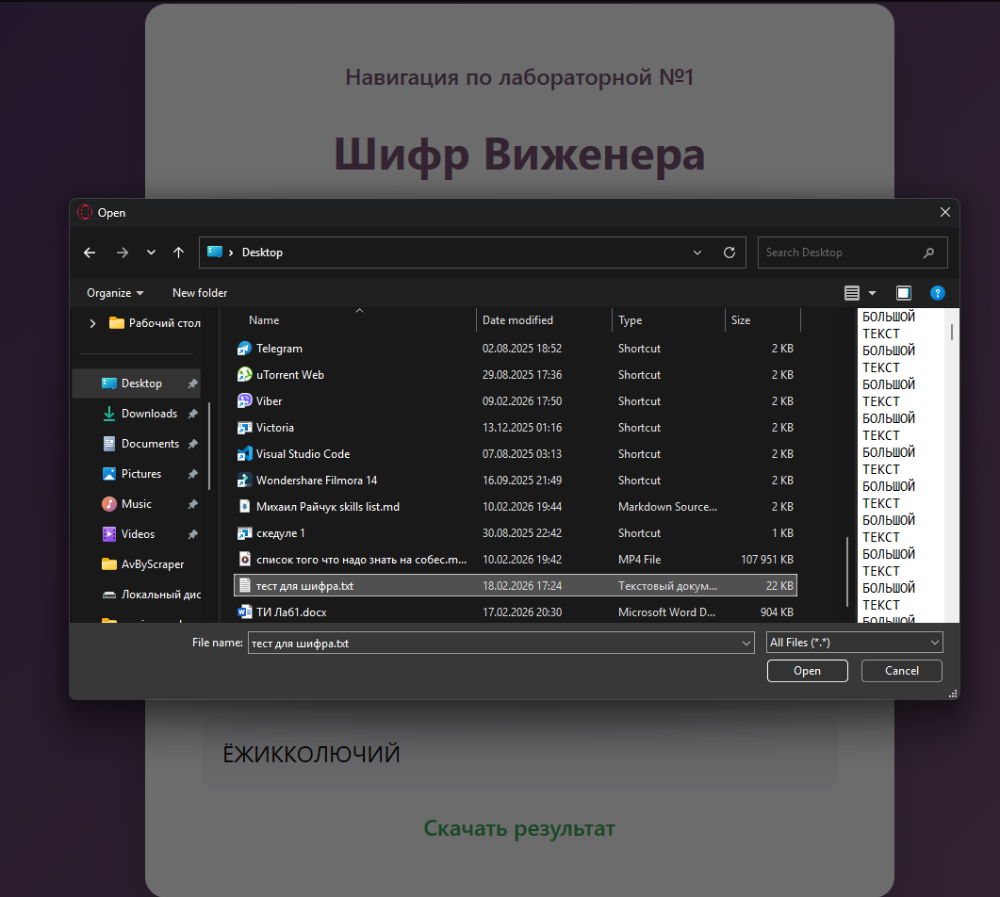 Навигация по лабораторной №1
Шифр Виженера
Open
Desktop
Search Desktop
Organize
New folder
Рабочий стол
Desktop
Downloads
Documents
Pictures
Music
Videos
AvByScraper
Локальный дис
Name Date modified Type Size
Telegram 02.08.2025 18:52 Shortcut 2 KB
uTorrent Web 29.08.2025 17:36 Shortcut 2 KB
Viber 09.02.2026 17:50 Shortcut 2 KB
Victoria 13.12.2025 01:16 Shortcut 2 KB
Visual Studio Code 07.08.2025 03:13 Shortcut 2 KB
Wondershare Filmora 14 16.09.2025 21:49 Shortcut 2 KB
Михаил Райчук skills list.md 10.02.2026 19:44 Markdown Source... 2 KB
скедуле 1 30.08.2025 22:42 Shortcut 1 KB
список того что надо знать на собес.m... 10.02.2026 19:42 MP4 File 107 951 KB
тест для шифра.txt 18.02.2026 17:24 Текстовый докум... 22 KB
ТИ Лаб1.docx 17.02.2026 20:30 Microsoft Word D... 904 KB
БОЛЬШОЙ
ТЕКСТ
БОЛЬШОЙ
ТЕКСТ
БОЛЬШОЙ
ТЕКСТ
БОЛЬШОЙ
ТЕКСТ
БОЛЬШОЙ
ТЕКСТ
БОЛЬШОЙ
ТЕКСТ
БОЛЬШОЙ
ТЕКСТ
БОЛЬШОЙ
ТЕКСТ
БОЛЬШОЙ
ТЕКСТ
БОЛЬШОЙ
File name: тест для шифра.txt
All Files (*.*)
Open
Cancel
ЁЖИККОЛЮЧИЙ
Скачать результат